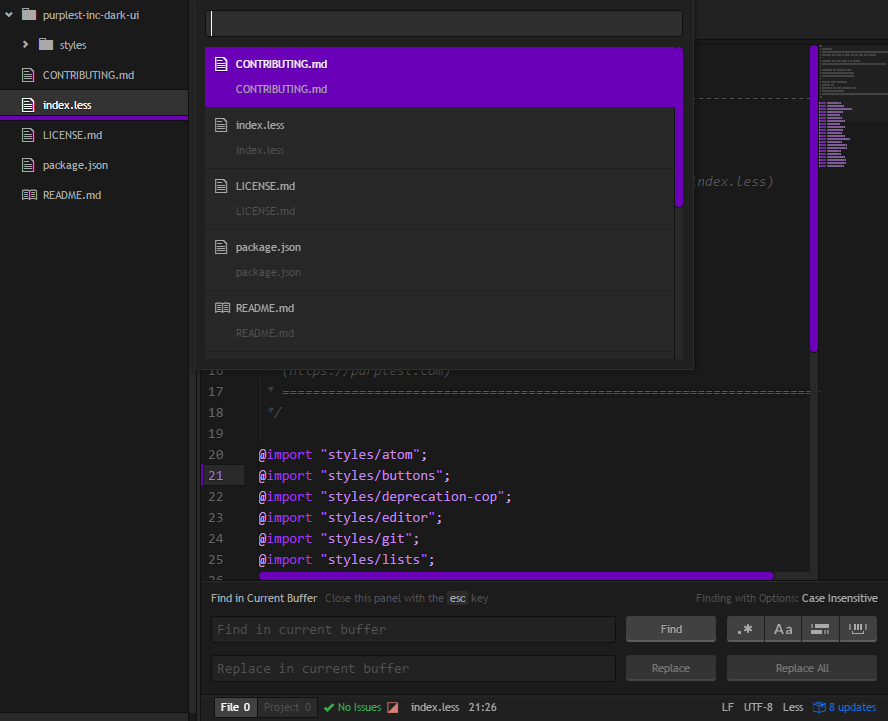 purplest-inc-dark-ui
styles
CONTRIBUTING.md
index.less
LICENSE.md
package.json
README.md
CONTRIBUTING.md
CONTRIBUTING.md
index.less
index.less
LICENSE.md
LICENSE.md
package.json
package.json
README.md
README.md
index.less)
16 (https://purplest.com)
17 * ======================================================================
18 */
19
20 @import "styles/atom";
21 @import "styles/buttons";
22 @import "styles/deprecation-cop";
23 @import "styles/editor";
24 @import "styles/git";
25 @import "styles/lists";
26
Find in Current Buffer Close this panel with the esc key Finding with Options: Case Insensitive
Find in current buffer Find .* Aa
Replace in current buffer Replace Replace All
File 0 Project 0 No Issues index.less 21:26 LF UTF-8 Less 8 updates